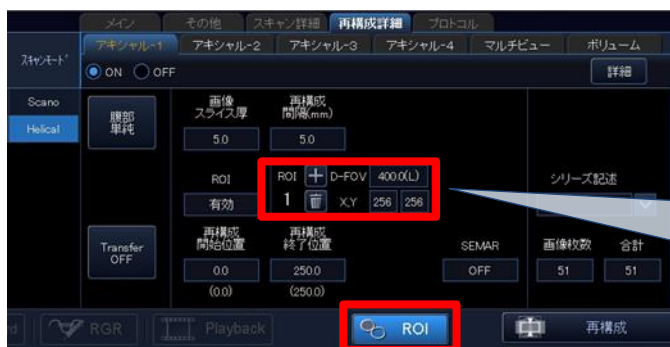 メイン その他 スキャン詳細 再構成詳細 プロトコル
スキャンモード アキシャル-1 アキシャル-2 アキシャル-3 アキシャル-4 マルチビュー ボリューム
ON OFF 詳細
Scano
Helical
腹部
単純
画像
スライス厚
再構成
間隔(mm)
5.0 5.0
ROI
有効
ROI D-FOV 400.0(L)
1 X,Y 256 256
シリーズ記述
Transfer
OFF
再構成
開始位置
再構成
終了位置
SEMAR 画像枚数 合計
0.0 250.0 OFF 51 51
(0.0) (250.0)
RGR Playback ROI 再構成